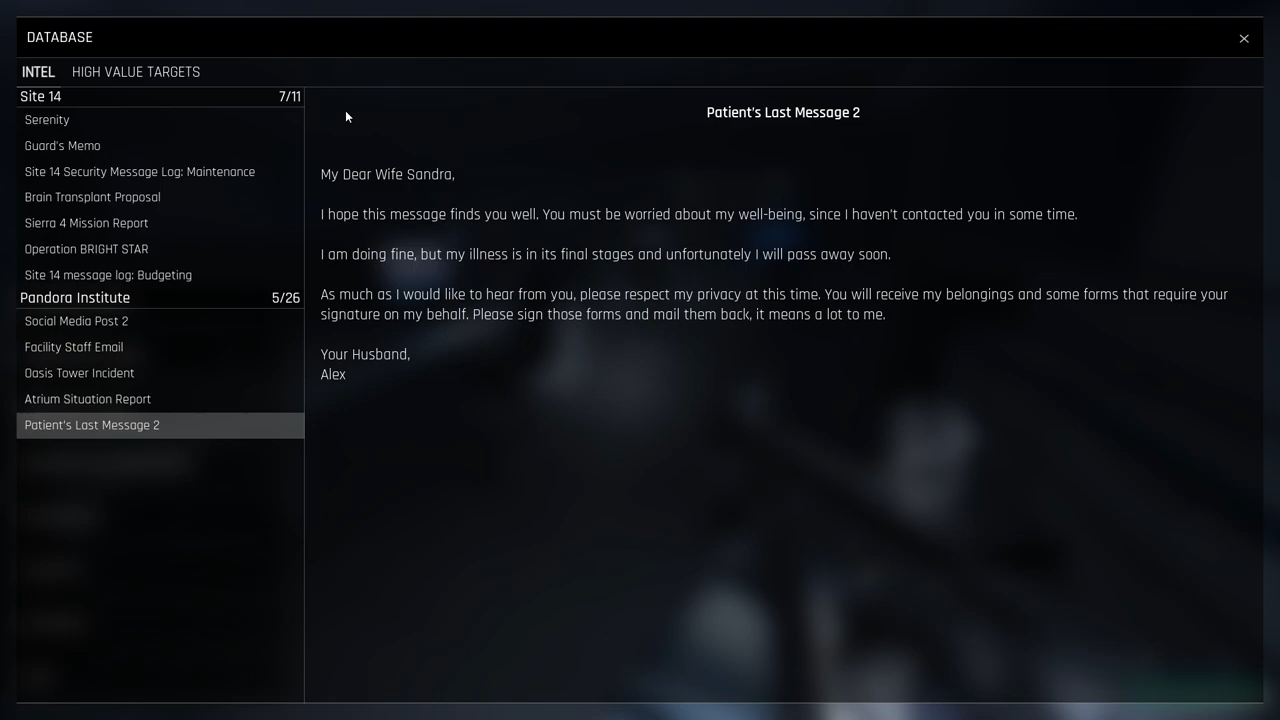 DATABASE
INTEL HIGH VALUE TARGETS
Site 14 7/11
Serenity
Guard's Memo
Site 14 Security Message Log: Maintenance
Brain Transplant Proposal
Sierra 4 Mission Report
Operation BRIGHT STAR
Site 14 message log: Budgeting
Pandora Institute 5/26
Social Media Post 2
Facility Staff Email
Oasis Tower Incident
Atrium Situation Report
Patient's Last Message 2
Patient's Last Message 2
My Dear Wife Sandra,
I hope this message finds you well. You must be worried about my well-being, since I haven't contacted you in some time.
I am doing fine, but my illness is in its final stages and unfortunately I will pass away soon.
As much as I would like to hear from you, please respect my privacy at this time. You will receive my belongings and some forms that require your
signature on my behalf. Please sign those forms and mail them back, it means a lot to me.
Your Husband,
Alex